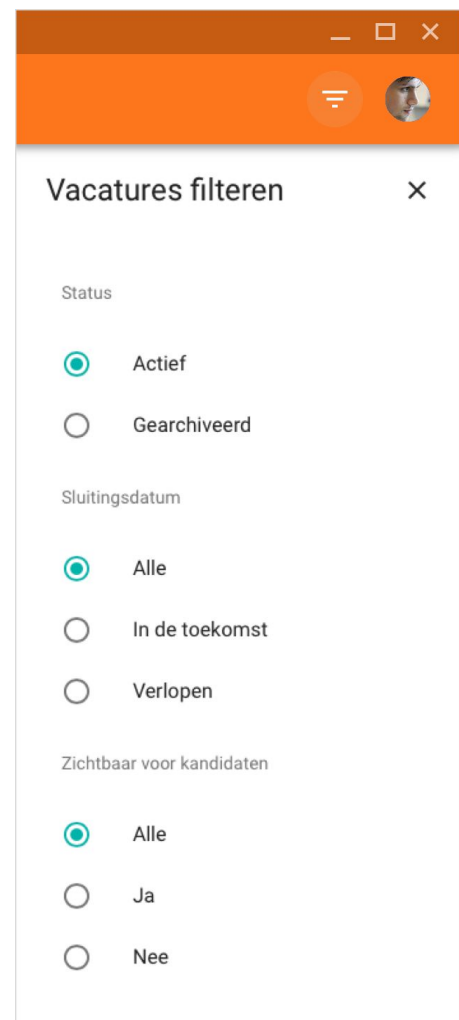 Vacatures filteren
Status
Actief
Gearchiveerd
Sluitingsdatum
Alle
In de toekomst
Verlopen
Zichtbaar voor kandidaten
Alle
Ja
Nee